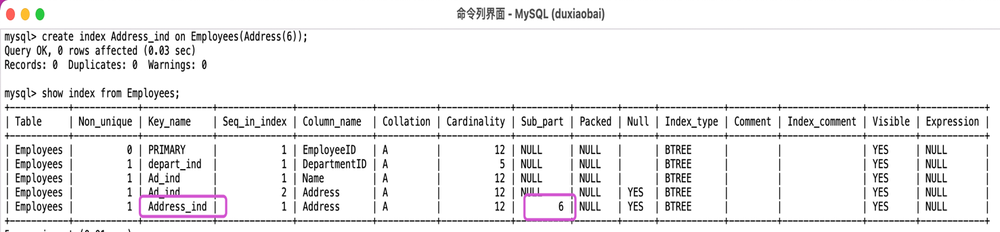 命令列界面 - MySQL (duxiaobai)
mysql> create index Address_ind on Employees(Address(6));
Query OK, 0 rows affected (0.03 sec)
Records: 0  Duplicates: 0  Warnings: 0
mysql> show index from Employees;
| Table | Non_unique | Key_name | Seq_in_index | Column_name | Collation | Cardinality | Sub_part | Packed | Null | Index_type | Comment | Index_comment | Visible | Expression |
| Employees | 0 | PRIMARY | 1 | EmployeeID | A | 12 | NULL | NULL | | BTREE | | | YES | NULL |
| Employees | 1 | depart_ind | 1 | DepartmentID | A | 5 | NULL | NULL | | BTREE | | | YES | NULL |
| Employees | 1 | Ad_ind | 1 | Name | A | 12 | NULL | NULL | | BTREE | | | YES | NULL |
| Employees | 1 | Ad_ind | 2 | Address | A | 12 | NULL | NULL | YES | BTREE | | | YES | NULL |
| Employees | 1 | Address_ind | 1 | Address | A | 12 | 6 | NULL | YES | BTREE | | | YES | NULL |